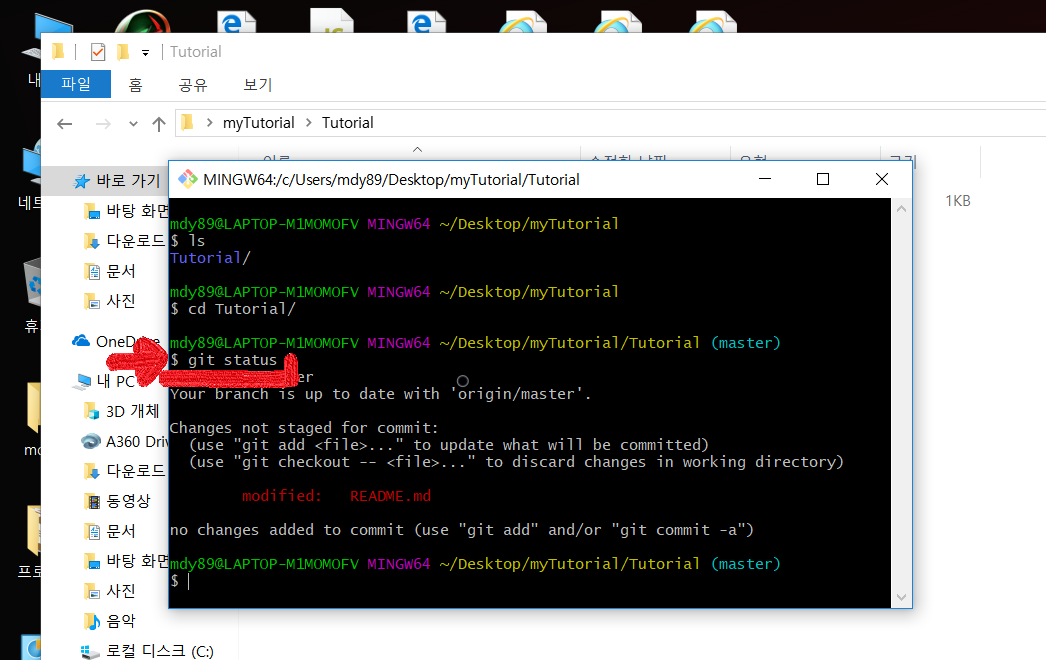 Tutorial
파일 홈 공유 보기
myTutorial Tutorial
바로 가기
바탕 화면
다운로드
문서
사진
OneDrive
내 PC
3D 개체
A360 Driv
다운로드
동영상
문서
바탕 화면
사진
음악
로컬 디스크 (C:)
1KB
MINGW64:/c/Users/mdy89/Desktop/myTutorial/Tutorial
mdy89@LAPTOP-M1MOMOFV MINGW64 ~/Desktop/myTutorial
$ ls
Tutorial/
mdy89@LAPTOP-M1MOMOFV MINGW64 ~/Desktop/myTutorial
$ cd Tutorial/
mdy89@LAPTOP-M1MOMOFV MINGW64 ~/Desktop/myTutorial/Tutorial (master)
$ git status
er
Your branch is up to date with 'origin/master'.
Changes not staged for commit:
(use "git add <file>..." to update what will be committed)
(use "git checkout -- <file>..." to discard changes in working directory)
modified: README.md
no changes added to commit (use "git add" and/or "git commit -a")
mdy89@LAPTOP-M1MOMOFV MINGW64 ~/Desktop/myTutorial/Tutorial (master)
$